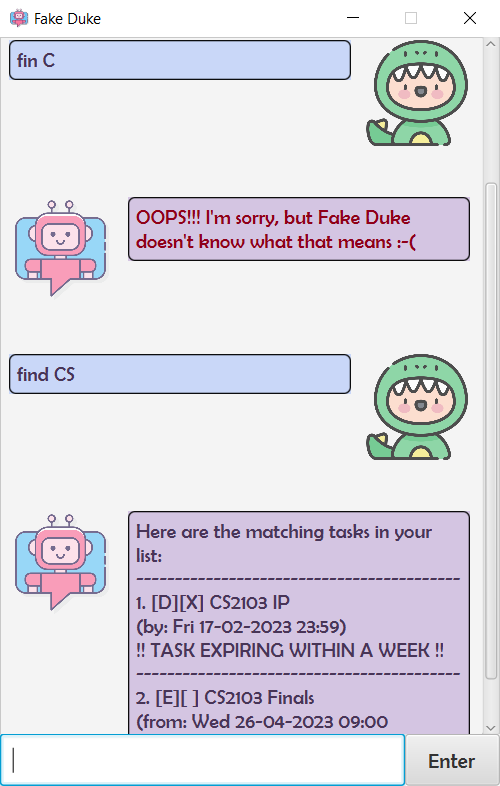 Fake Duke
fin C
OOPS!!! I'm sorry, but Fake Duke
doesn't know what that means :-(
find CS
Here are the matching tasks in your
list:
----------------------------------------
1. [D][X] CS2103 IP
(by: Fri 17-02-2023 23:59)
!! TASK EXPIRING WITHIN A WEEK !!
------------------------------------------
2. [E][ ] CS2103 Finals
(from: Wed 26-04-2023 09:00
Enter